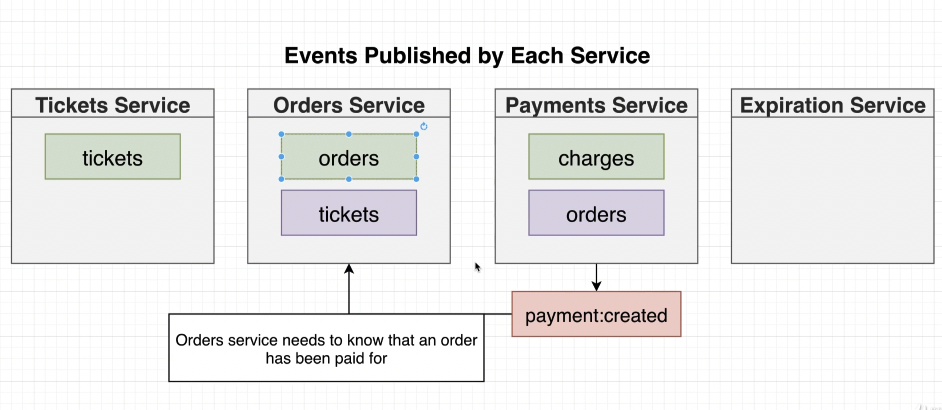 Events Published by Each Service
Tickets Service
Orders Service
Payments Service
Expiration Service
tickets
orders
charges
tickets
orders
payment:created
Orders service needs to know that an order
has been paid for